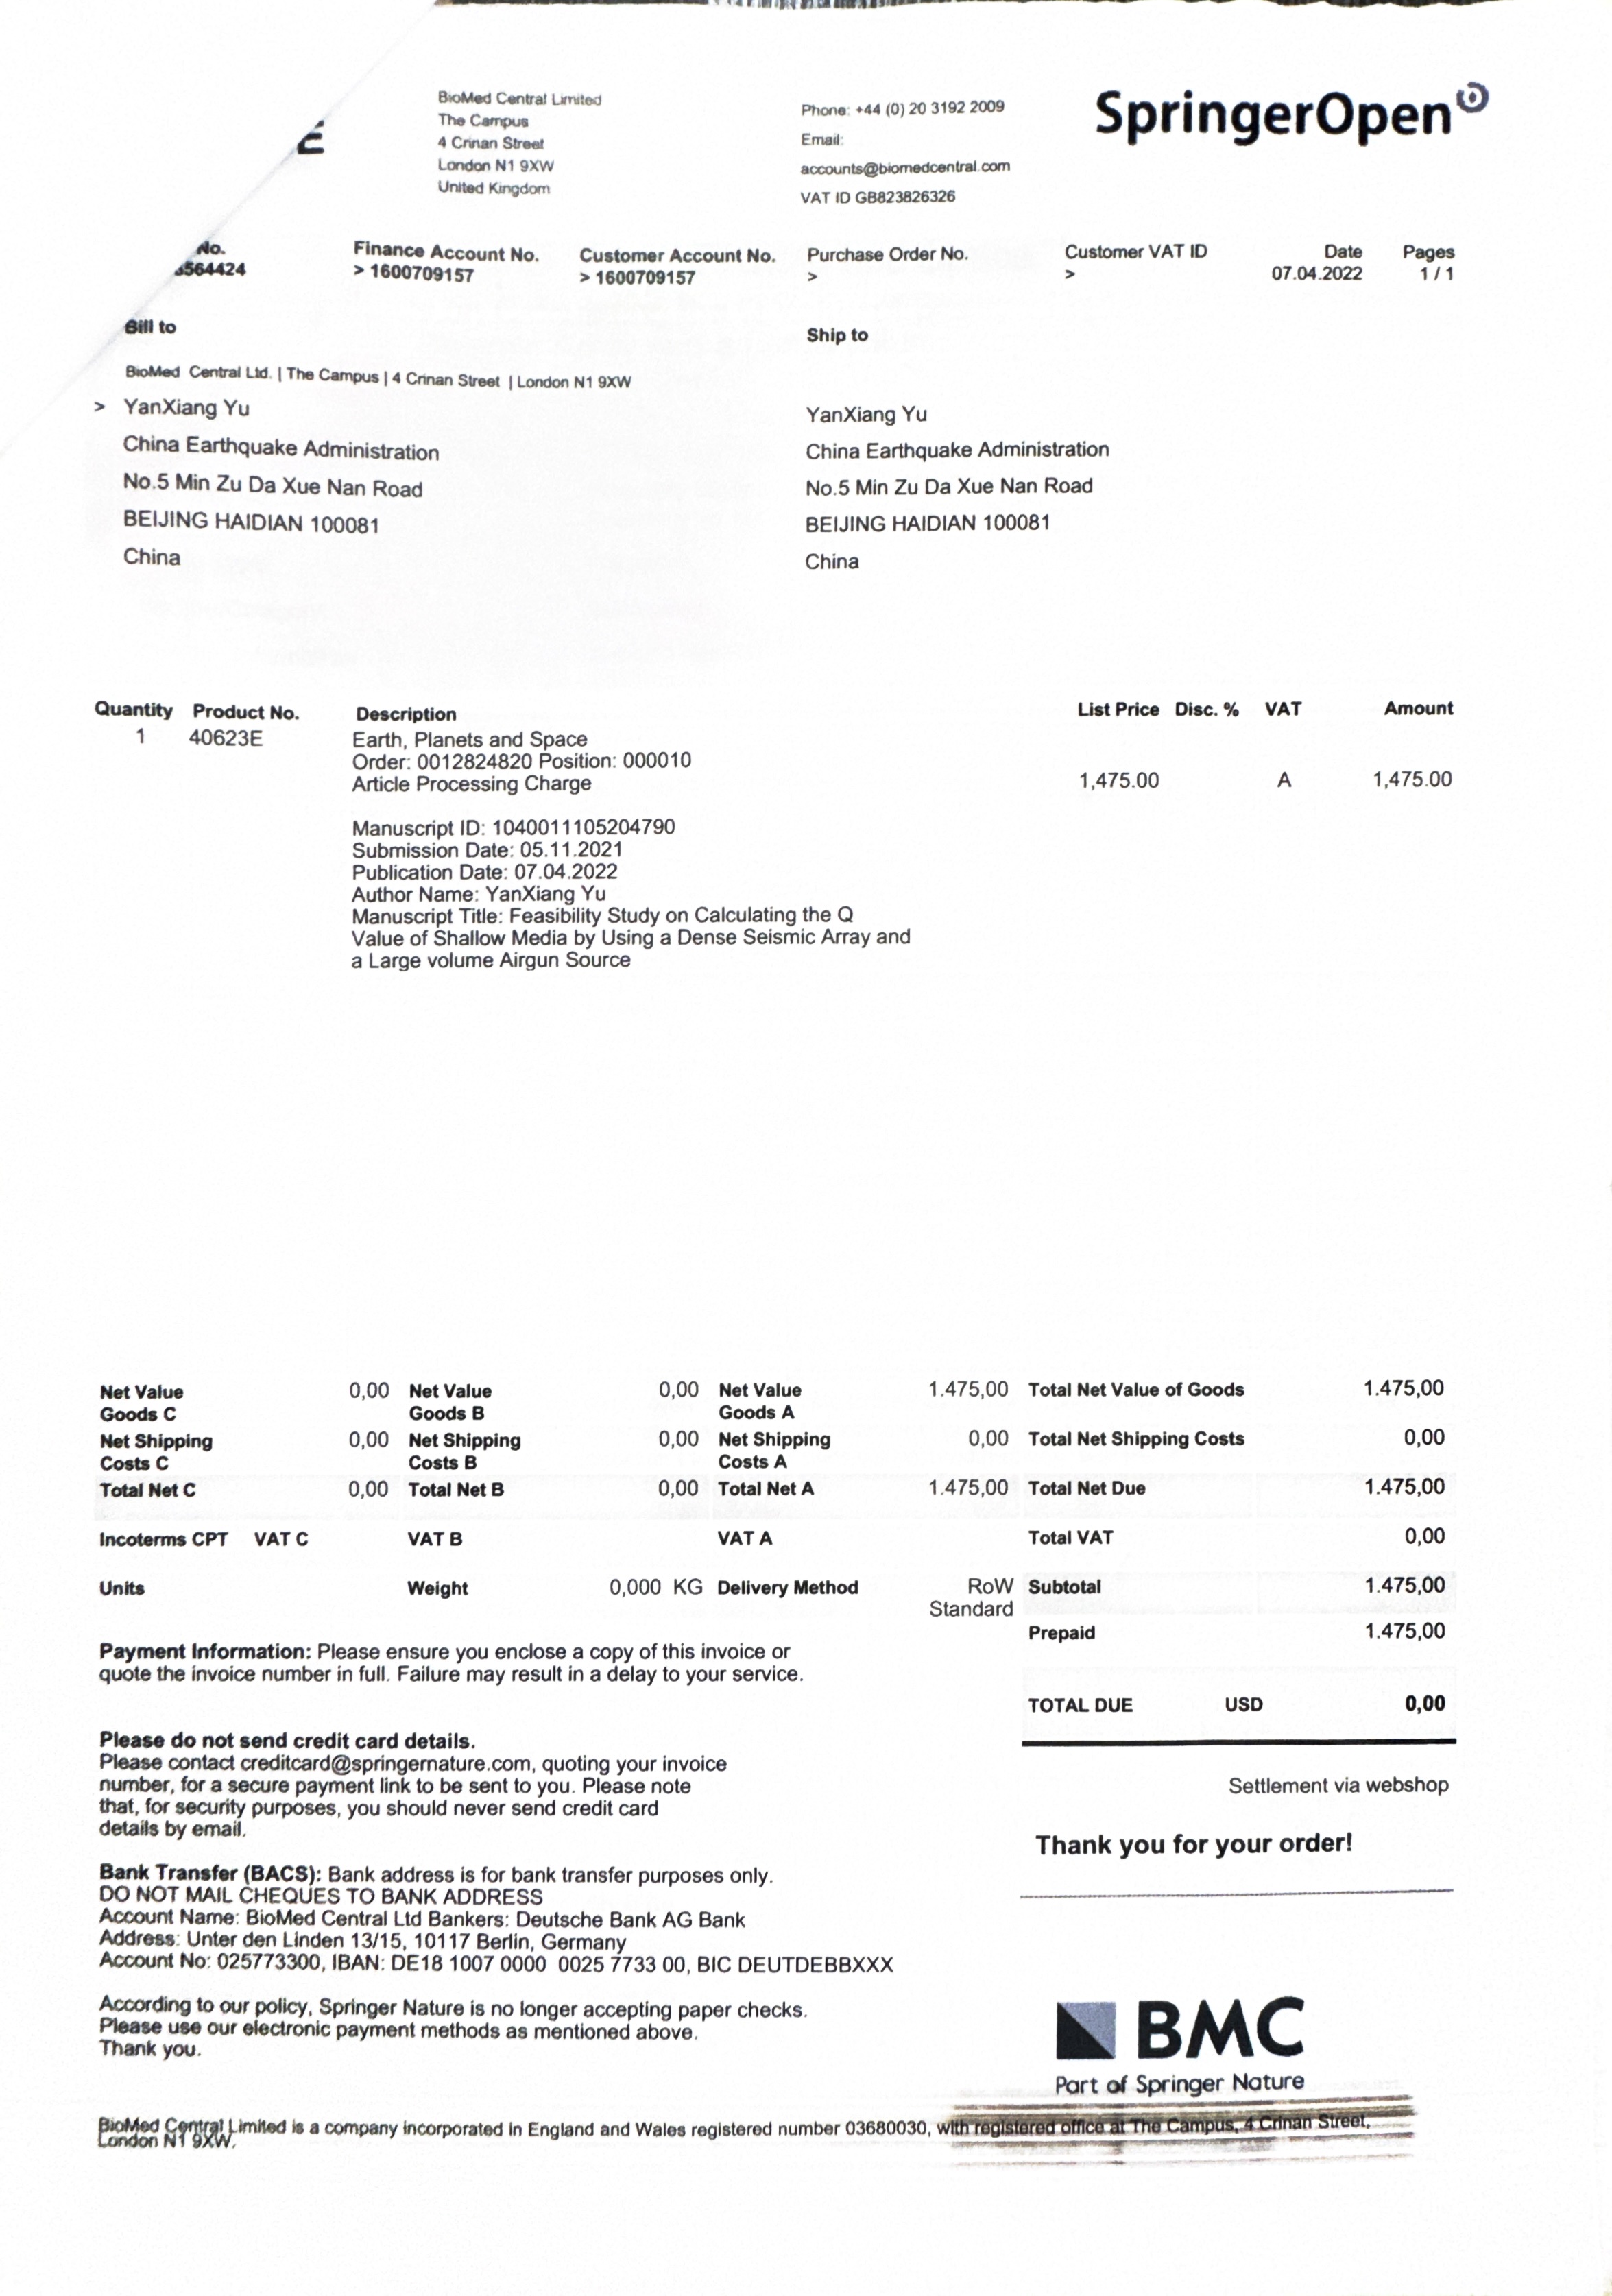 BioMed Central Limited
The Campus
4 Crinan Street
London N1 9XW
United Kingdom
Phone: +44 (0) 20 3192 2009
Email:
accounts@biomedcentral.com
VAT ID GB823826326
SpringerOpen
No. Finance Account No. Customer Account No. Purchase Order No. Customer VAT ID Date Pages
564424 > 1600709157 > 1600709157 > > 07.04.2022 1 / 1
Bill to
BioMed Central Ltd. | The Campus | 4 Crinan Street | London N1 9XW
> YanXiang Yu
China Earthquake Administration
No.5 Min Zu Da Xue Nan Road
BEIJING HAIDIAN 100081
China
Ship to
YanXiang Yu
China Earthquake Administration
No.5 Min Zu Da Xue Nan Road
BEIJING HAIDIAN 100081
China
Quantity Product No. Description List Price Disc. % VAT Amount
1 40623E Earth, Planets and Space
Order: 0012824820 Position: 000010
Article Processing Charge 1,475.00 A 1,475.00
Manuscript ID: 1040011105204790
Submission Date: 05.11.2021
Publication Date: 07.04.2022
Author Name: YanXiang Yu
Manuscript Title: Feasibility Study on Calculating the Q
Value of Shallow Media by Using a Dense Seismic Array and
a Large volume Airgun Source
Net Value 0,00 Net Value 0,00 Net Value 1.475,00 Total Net Value of Goods 1.475,00
Goods C Goods B Goods A
Net Shipping 0,00 Net Shipping 0,00 Net Shipping 0,00 Total Net Shipping Costs 0,00
Costs C Costs B Costs A
Total Net C 0,00 Total Net B 0,00 Total Net A 1.475,00 Total Net Due 1.475,00
Incoterms CPT VAT C VAT B VAT A Total VAT 0,00
Units Weight 0,000 KG Delivery Method RoW Subtotal 1.475,00
Standard
Prepaid 1.475,00
TOTAL DUE USD 0,00
Settlement via webshop
Thank you for your order!
Payment Information: Please ensure you enclose a copy of this invoice or
quote the invoice number in full. Failure may result in a delay to your service.
Please do not send credit card details.
Please contact creditcard@springernature.com, quoting your invoice
number, for a secure payment link to be sent to you. Please note
that, for security purposes, you should never send credit card
details by email.
Bank Transfer (BACS): Bank address is for bank transfer purposes only.
DO NOT MAIL CHEQUES TO BANK ADDRESS
Account Name: BioMed Central Ltd Bankers: Deutsche Bank AG Bank
Address: Unter den Linden 13/15, 10117 Berlin, Germany
Account No: 025773300, IBAN: DE18 1007 0000 0025 7733 00, BIC DEUTDEBBXXX
According to our policy, Springer Nature is no longer accepting paper checks.
Please use our electronic payment methods as mentioned above.
Thank you.
BMC
Part of Springer Nature
BioMed Central Limited is a company incorporated in England and Wales registered number 03680030, with registered office at The Campus, 4 Crinan Street,
London N1 9XW.